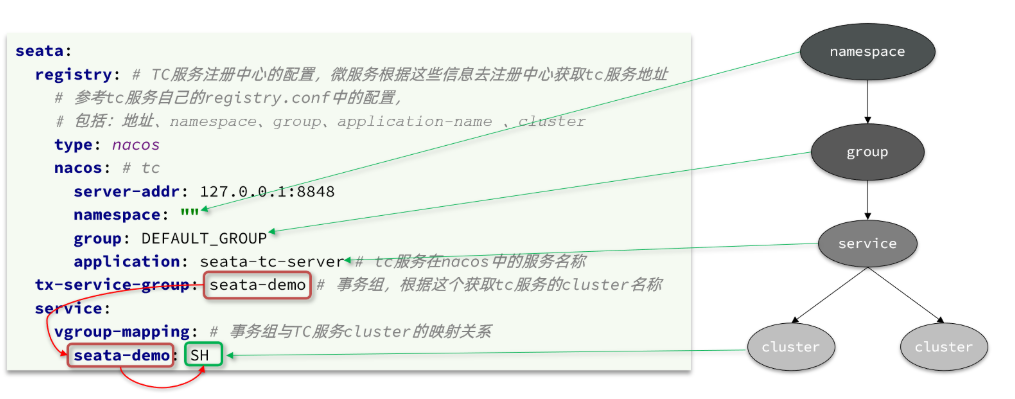 seata:
registry: # TC服务注册中心的配置，微服务根据这些信息去注册中心获取tc服务地址
# 参考tc服务自己的registry.conf中的配置，
# 包括：地址、namespace、group、application-name 、cluster
type: nacos
nacos: # tc
server-addr: 127.0.0.1:8848
namespace: ""
group: DEFAULT_GROUP
application: seata-tc-server # tc服务在nacos中的服务名称
tx-service-group: seata-demo # 事务组，根据这个获取tc服务的cluster名称
service:
vgroup-mapping: # 事务组与TC服务cluster的映射关系
seata-demo: SH
namespace
group
service
cluster
cluster